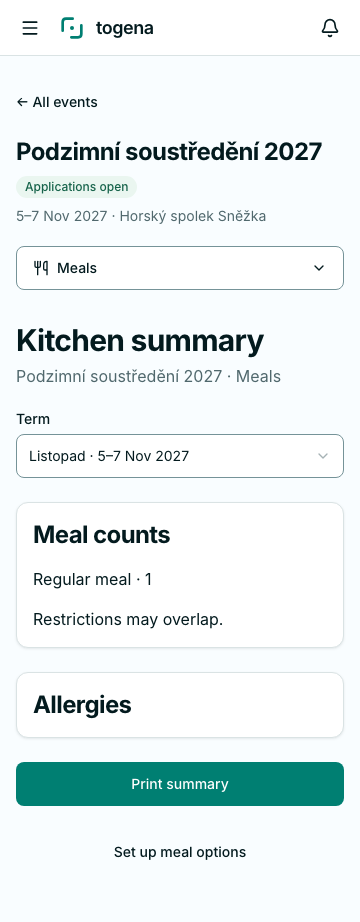 togena
← All events
Podzimní soustředění 2027
Applications open
5–7 Nov 2027 · Horský spolek Sněžka
Meals
Kitchen summary
Podzimní soustředění 2027 · Meals
Term
Listopad · 5–7 Nov 2027
Meal counts
Regular meal · 1
Restrictions may overlap.
Allergies
Print summary
Set up meal options